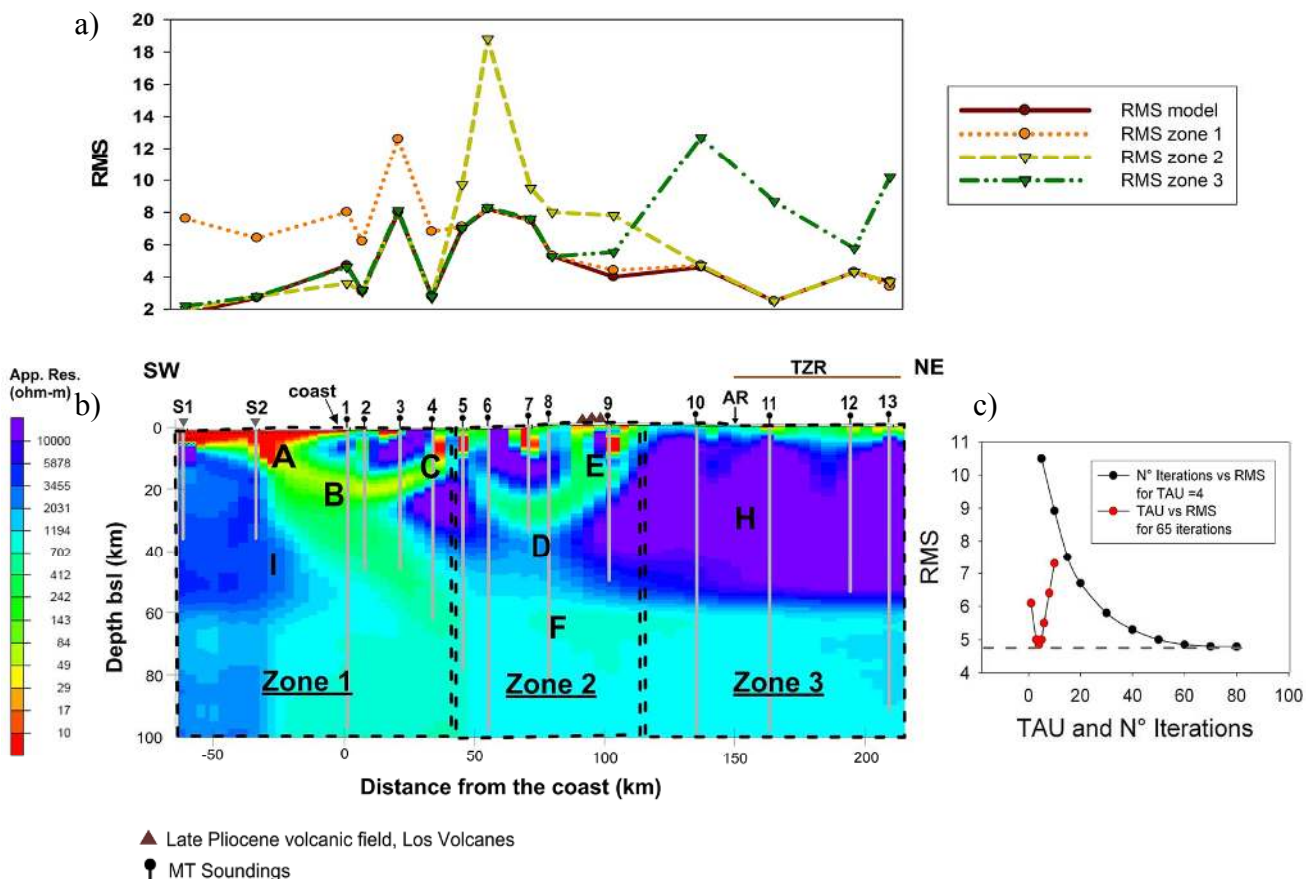 a)
20
18
16
14
12
10
8
6
4
2
RMS
RMS model
RMS zone 1
RMS zone 2
RMS zone 3
App. Res.
(ohm-m)
10000
5878
3455
2031
1194
702
412
242
143
84
49
29
17
10
b)
SW
NE
TZR
coast
AR
S1 S2 1 2 3 4 5 6 7 8 9 10 11 12 13
0
20
40
60
80
100
Depth bsl (km)
A
B
C
D
E
F
H
I
Zone 1
Zone 2
Zone 3
-50 0 50 100 150 200
Distance from the coast (km)
Late Pliocene volcanic field, Los Volcanes
MT Soundings
c)
11
10
9
8
7
6
5
4
RMS
N° Iterions vs RMS
for TAU =4
TAU vs RMS
for 65 iterations
0 20 40 60 80 100
TAU and N° Iterations